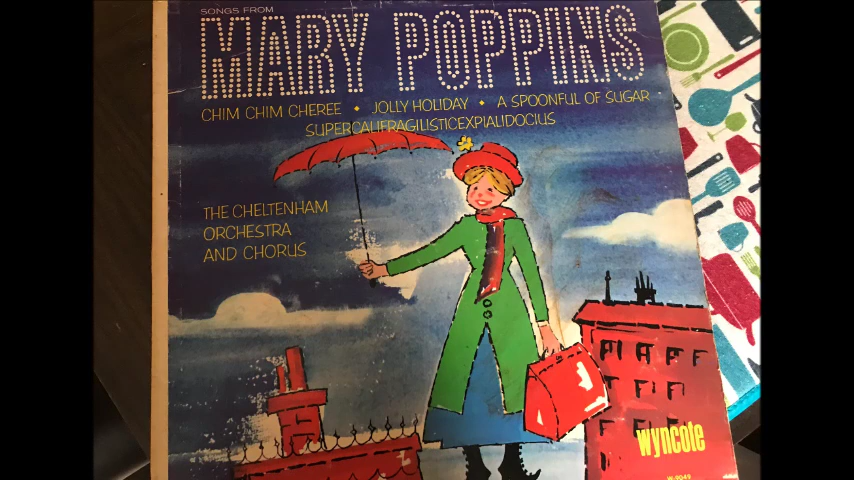 SONGS FROM
MARY POPPINS
CHIM CHIM CHEREE • JOLLY HOLIDAY • A SPOONFUL OF SUGAR
SUPERCALIFRAGILISTICEXPIALIDOCIUS
THE CHELTENHAM
ORCHESTRA
AND CHORUS
wyncote
W-9049